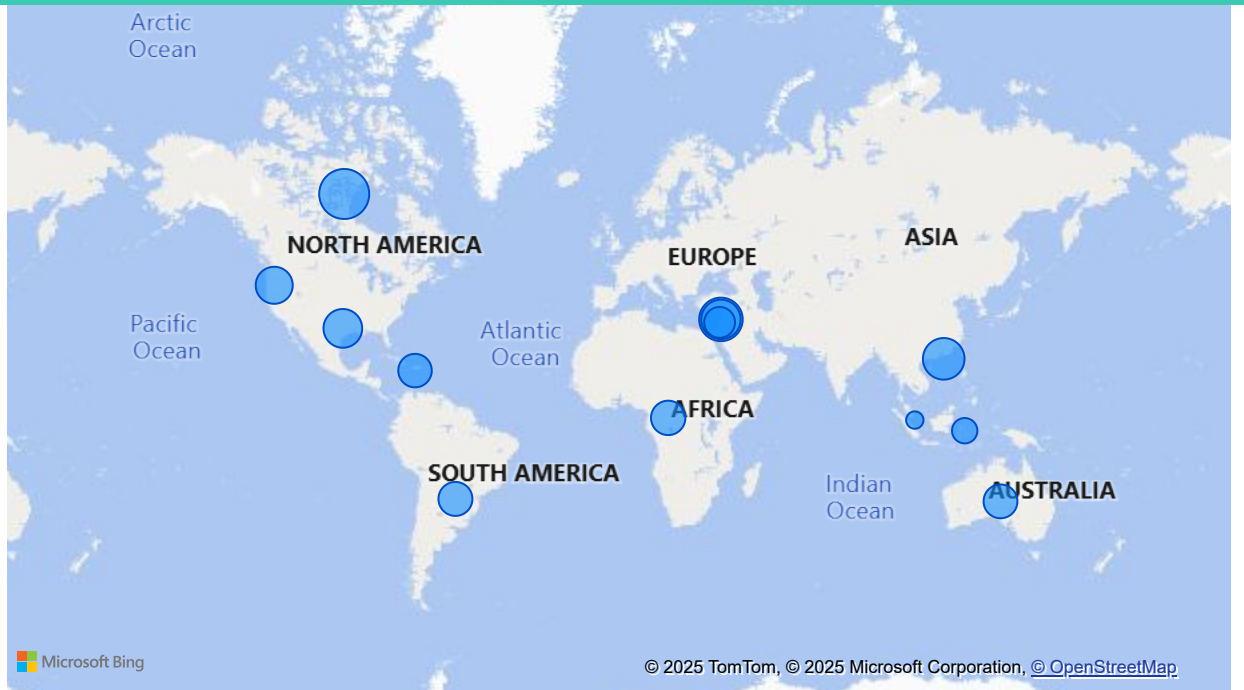 Arctic
Ocean
NORTH AMERICA
EUROPE
ASIA
Pacific
Ocean
Atlantic
Ocean
AFRICA
SOUTH AMERICA
Indian
Ocean
AUSTRALIA
Microsoft Bing
© 2025 TomTom, © 2025 Microsoft Corporation, © OpenStreetMap